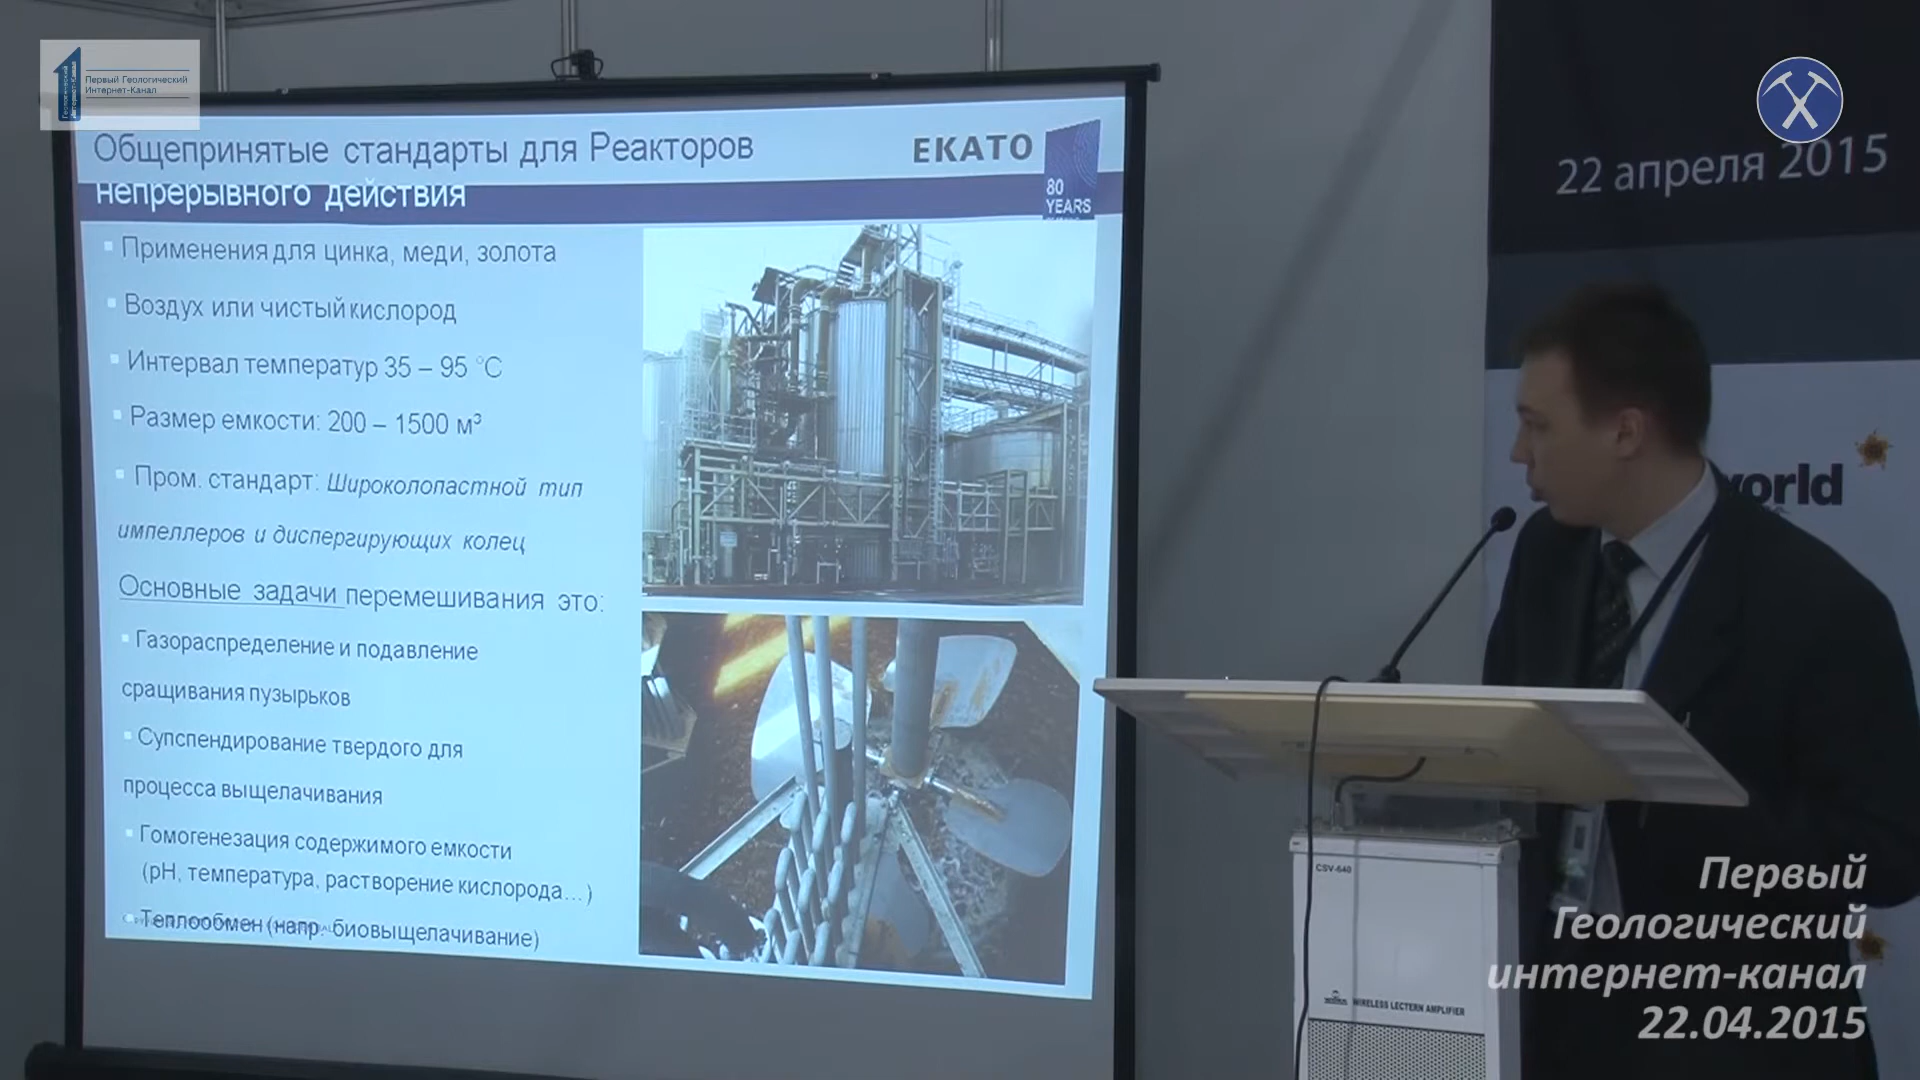 Геологический
Интернет-Канал
Первый Геологический
Интернет-Канал
Общепринятые стандарты для Реакторов
непрерывного действия
EKATO
80
YEARS
Применения для цинка, меди, золота
Воздух или чистый кислород
Интервал температур 35 – 95 °C
Размер емкости: 200 – 1500 м³
Пром. стандарт: Широколопастной тип
импеллеров и диспергирующих колец
Основные задачи перемешивания это:
Газораспределение и подавление
сращивания пузырьков
Супспендирование твердого для
процесса выщелачивания
Гомогенезация содержимого емкости
(pH, температура, растворение кислорода...)
Теплообмен (напр. биовыщелачивание)
22 апреля 2015
world
CSV-640
WIRELESS LECTERN AMPLIFIER
Первый
Геологический
интернет-канал
22.04.2015